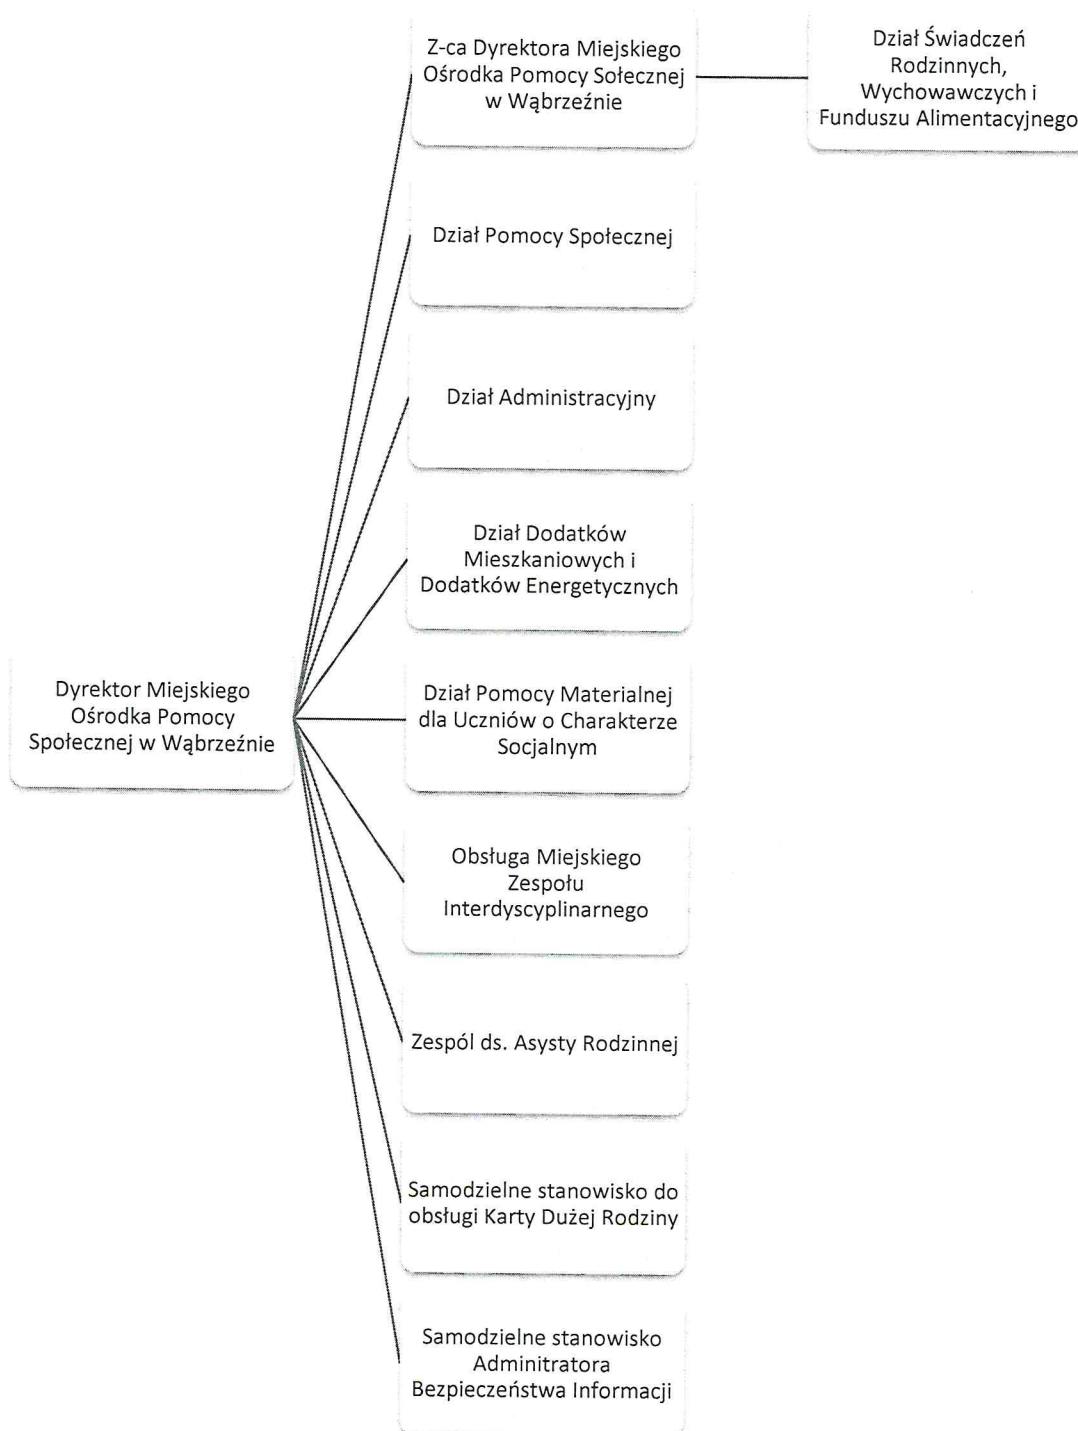 Z-ca Dyrektora Miejskiego
Ośrodka Pomocy Sołecznej
w Wąbrzeźnie
Dział Świadczeń
Rodzinnych,
Wychowawczych i
Funduszu Alimentacyjnego
Dział Pomocy Społecznej
Dział Administracyjny
Dział Dodatków
Mieszkaniowych i
Dodatków Energetycznych
Dyrektor Miejskiego
Ośrodka Pomocy
Społecznej w Wąbrzeźnie
Dział Pomocy Materialnej
dla Uczniów o Charakterze
Socjalnym
Obsługa Miejskiego
Zespołu
Interdyscyplinarnego
Zespól ds. Asysty Rodzinnej
Samodzielne stanowisko do
obsługi Karty Dużej Rodziny
Samodzielne stanowisko
Adminitratora
Bezpieczeństwa Informacji